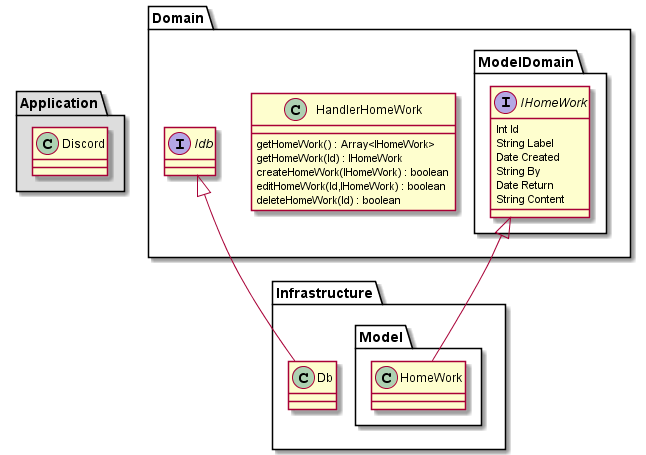 Domain
ModelDomain
Application
C Discord
I Idb
C HandlerHomeWork
getHomeWork() : Array<IHomeWork>
getHomeWork(Id) : IHomeWork
createHomeWork(IHomeWork) : boolean
editHomeWork(Id,IHomeWork) : boolean
deleteHomeWork(Id) : boolean
I IHomeWork
Int Id
String Label
Date Created
String By
Date Return
String Content
Infrastructure
Model
C Db
C HomeWork